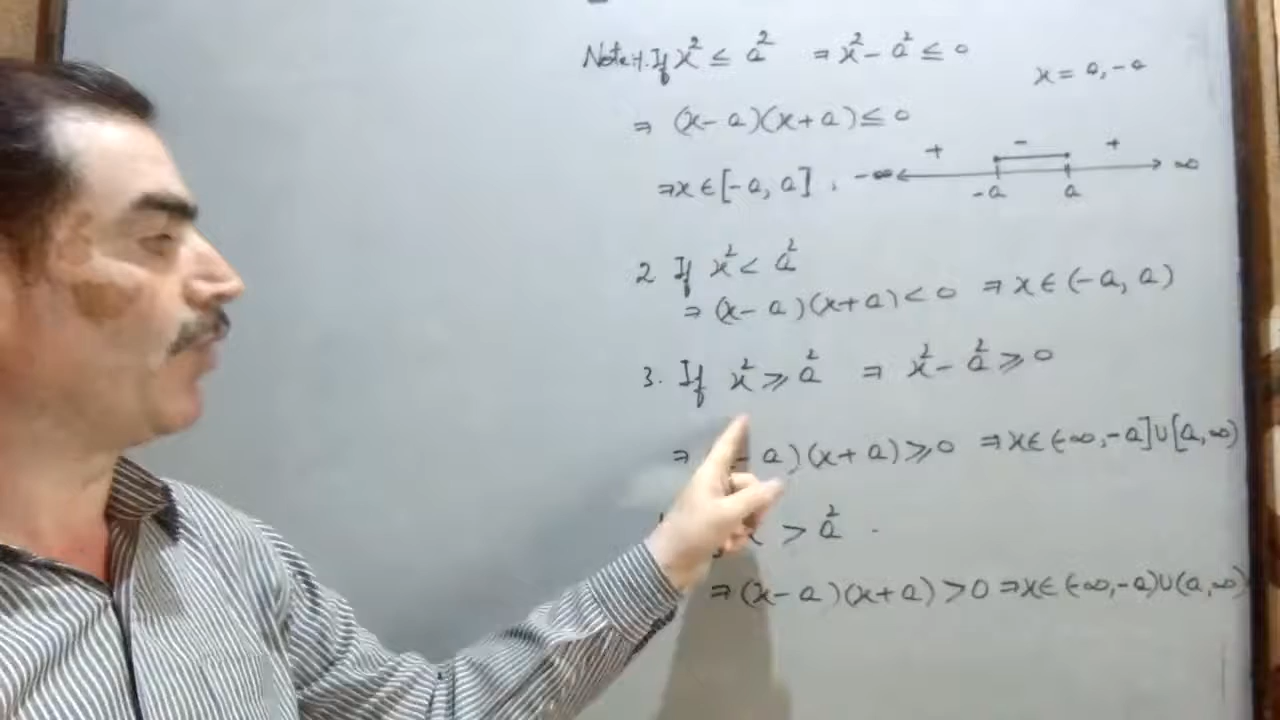 Note:-1. If x² ≤ a² ⇒ x² - a² ≤ 0
x = a, -a
⇒ (x - a)(x + a) ≤ 0
⇒ x ∈ [-a, a] , -∞ + -a - a + ∞
2 If x² < a²
⇒ (x - a)(x + a) < 0 ⇒ x ∈ (-a, a)
3. If x² ≥ a² ⇒ x² - a² ≥ 0
⇒ - a)(x + a) ≥ 0 ⇒ x ∈ (-∞, -a] ∪ [a, ∞)
> a² .
⇒ (x - a)(x + a) > 0 ⇒ x ∈ (-∞, -a) ∪ (a, ∞)